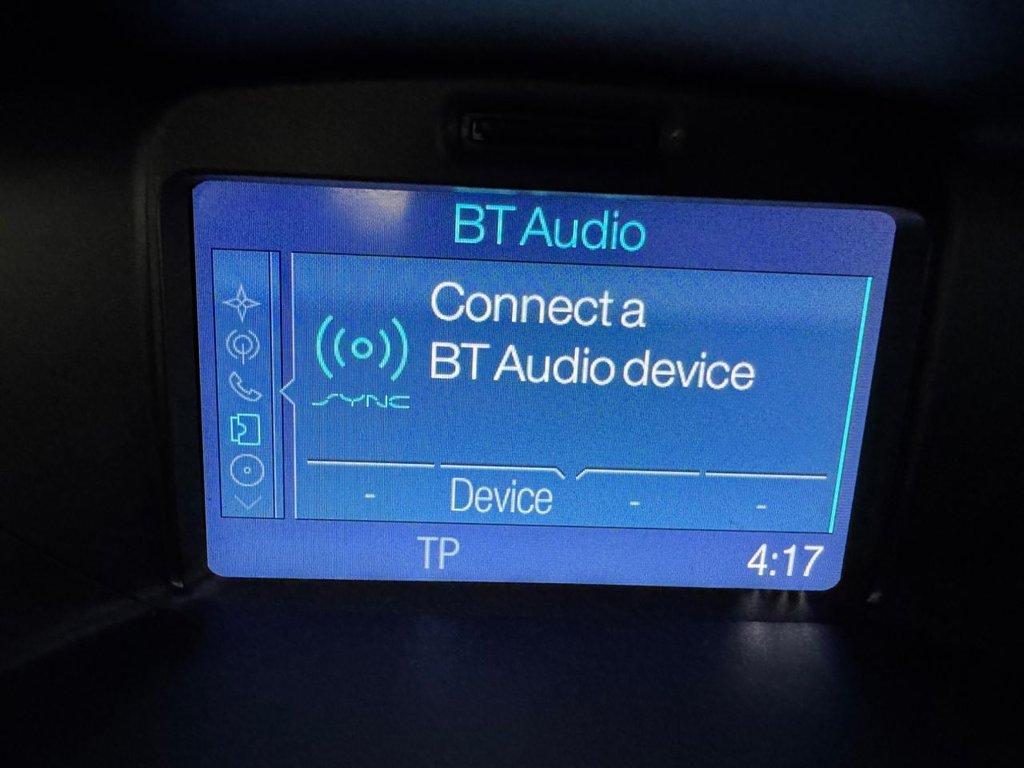 BT Audio
Connect a
BT Audio device
SYNC
- Device - -
TP 4:17